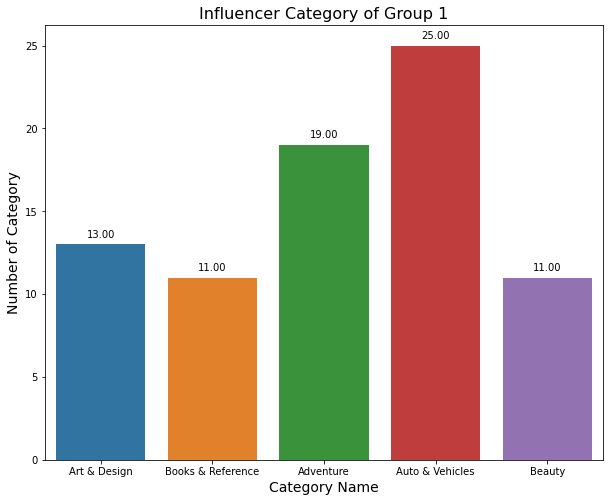 Influencer Category of Group 1
Number of Category
25
20
15
10
5
0
13.00
11.00
19.00
25.00
11.00
Art & Design
Books & Reference
Adventure
Auto & Vehicles
Beauty
Category Name